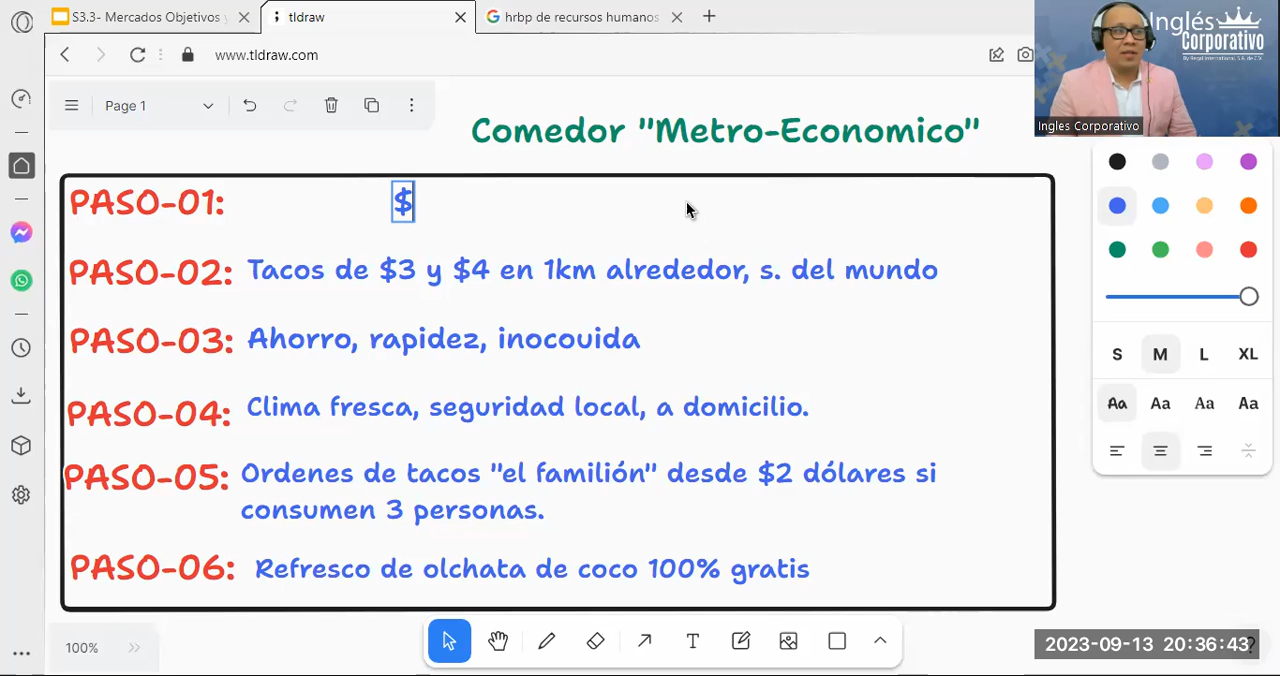 S3.3- Mercados Objetivos y
tldraw
hrbp de recursos humanos
www.tldraw.com
Inglés
Corporativo
By Regal International, S.A. de C.V.
Ingles Corporativo
Page 1
Comedor "Metro-Economico"
PASO-01: $
PASO-02: Tacos de $3 y $4 en 1km alrededor, s. del mundo
PASO-03: Ahorro, rapidez, inocouida
PASO-04: Clima fresca, seguridad local, a domicilio.
PASO-05: Ordenes de tacos "el familión" desde $2 dólares si
consumen 3 personas.
PASO-06: Refresco de olchata de coco 100% gratis
S M L XL
Aa Aa Aa Aa
100%
T
2023-09-13 20:36:43